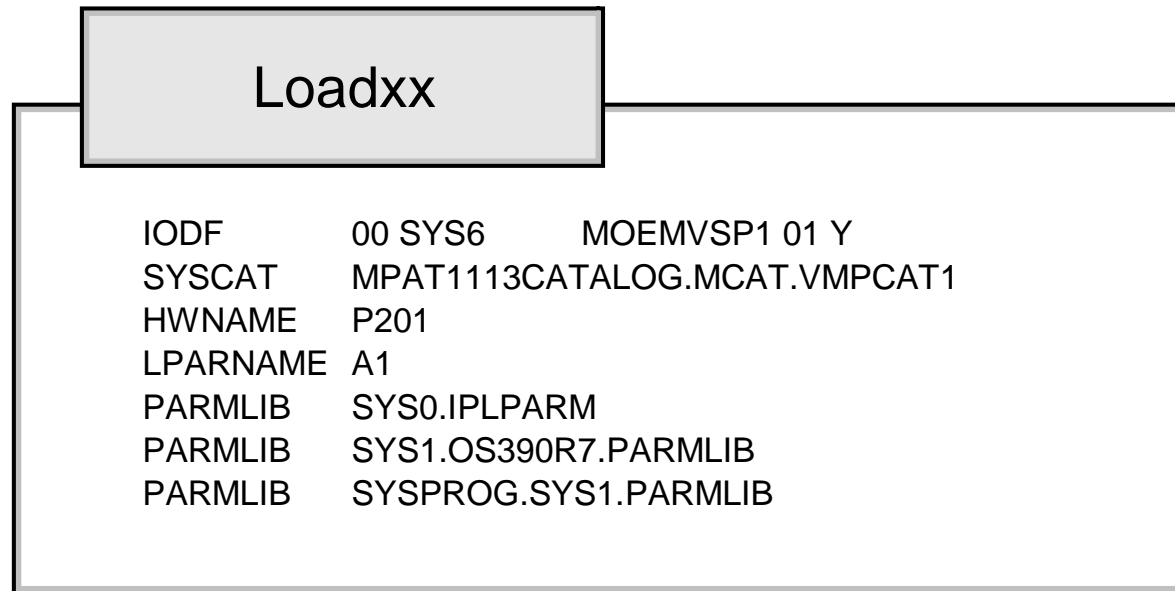 Loadxx
IODF 00 SYS6 MOEMVSP1 01 Y
SYSCAT MPAT1113CATALOG.MCAT.VMPCAT1
HWNAME P201
LPARNAME A1
PARMLIB SYS0.IPLPARM
PARMLIB SYS1.OS390R7.PARMLIB
PARMLIB SYSPROG.SYS1.PARMLIB